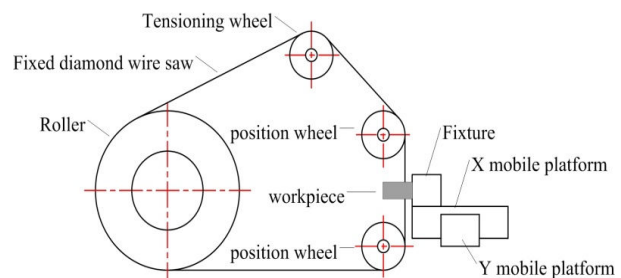 Tensioning wheel
Fixed diamond wire saw
Roller
position wheel
Fixture
X mobile platform
workpiece
position wheel
Y mobile platform